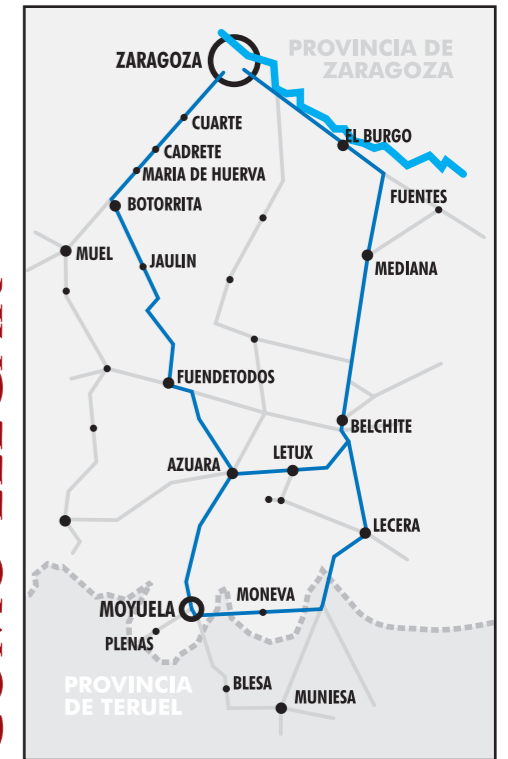 ZARAGOZA
PROVINCIA DE
ZARAGOZA
CUARTE
EL BURGO
CADRETE
MARIA DE HUERVA
FUENTES
BOTORRITA
MUEL
JAULIN
MEDIANA
FUENDETODOS
BELCHITE
LETUX
AZUARA
LECERA
MONEVA
MOYUELA
PLENAS
BLESA
PROVINCIA
DE TERUEL
MUNIESA